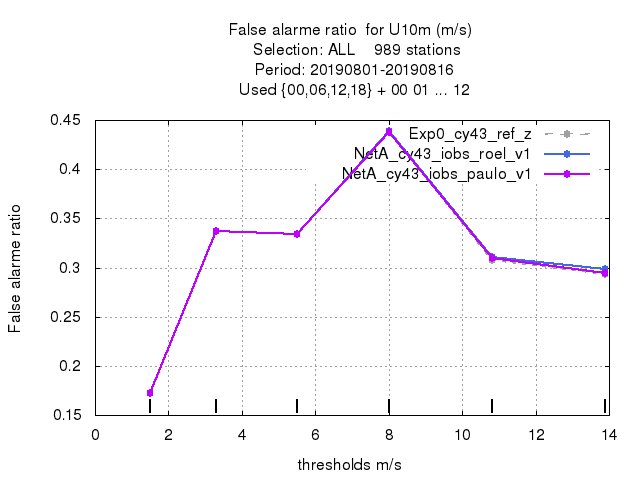 False alarme ratio  for U10m (m/s)
Selection: ALL    989 stations
Period: 20190801-20190816
Used {00,06,12,18} + 00 01 ... 12
Exp0_cy43_ref_z
NetA_cy43_iobs_roel_v1
NetA_cy43_iobs_paulo_v1
False alarme ratio
0.45
0.4
0.35
0.3
0.25
0.2
0.15
0 2 4 6 8 10 12 14
thresholds m/s